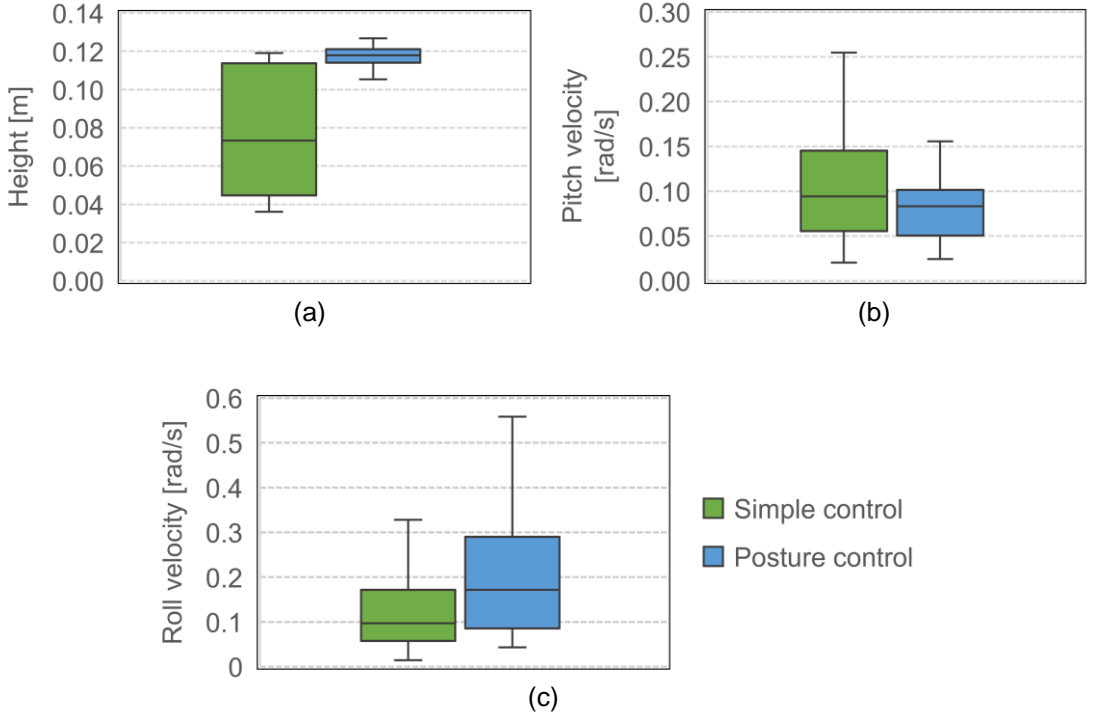 Height [m]
0.14
0.12
0.10
0.08
0.06
0.04
0.02
0.00
(a)
Pitch velocity
[rad/s]
0.30
0.25
0.20
0.15
0.10
0.05
0.00
(b)
Roll velocity [rad/s]
0.6
0.5
0.4
0.3
0.2
0.1
0
(c)
Simple control
Posture control